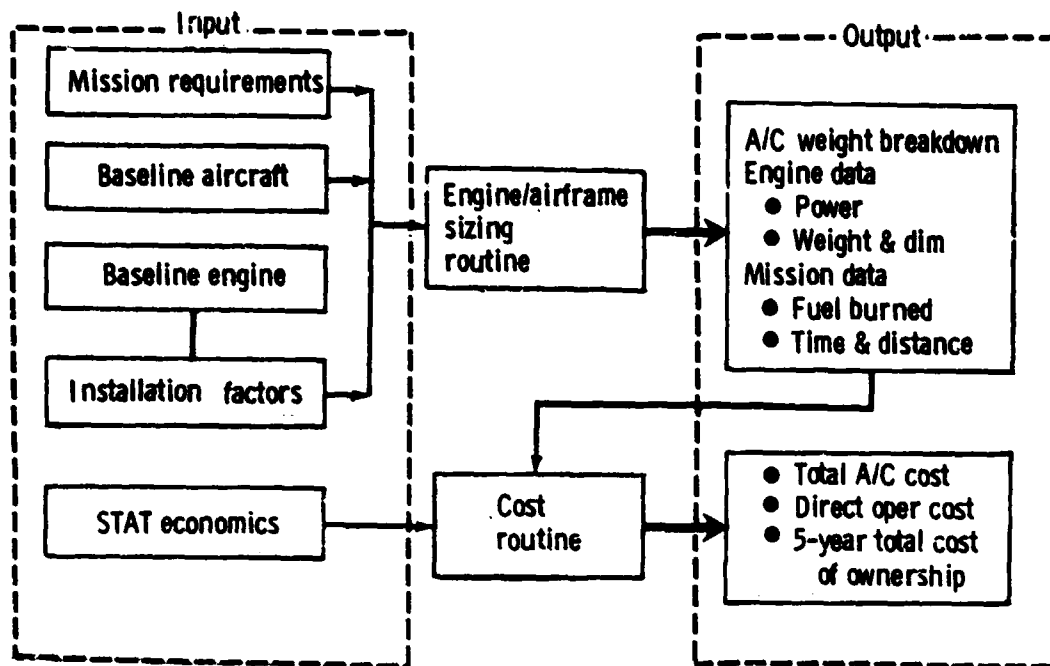 Input
Mission requirements
Baseline aircraft
Baseline engine
Installation factors
STAT economics
Engine/airframe
sizing
routine
Cost
routine
Output
A/C weight breakdown
Engine data
● Power
● Weight & dim
Mission data
● Fuel burned
● Time & distance
● Total A/C cost
● Direct oper cost
● 5-year total cost
of ownership